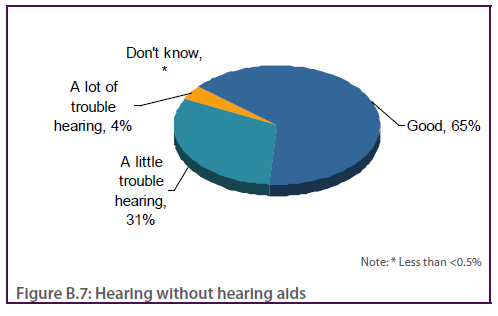 Don't know,
*
A lot of
trouble
hearing, 4%
Good, 65%
A little
trouble
hearing,
31%
Note: * Less than <0.5%
Figure B.7: Hearing without hearing aids